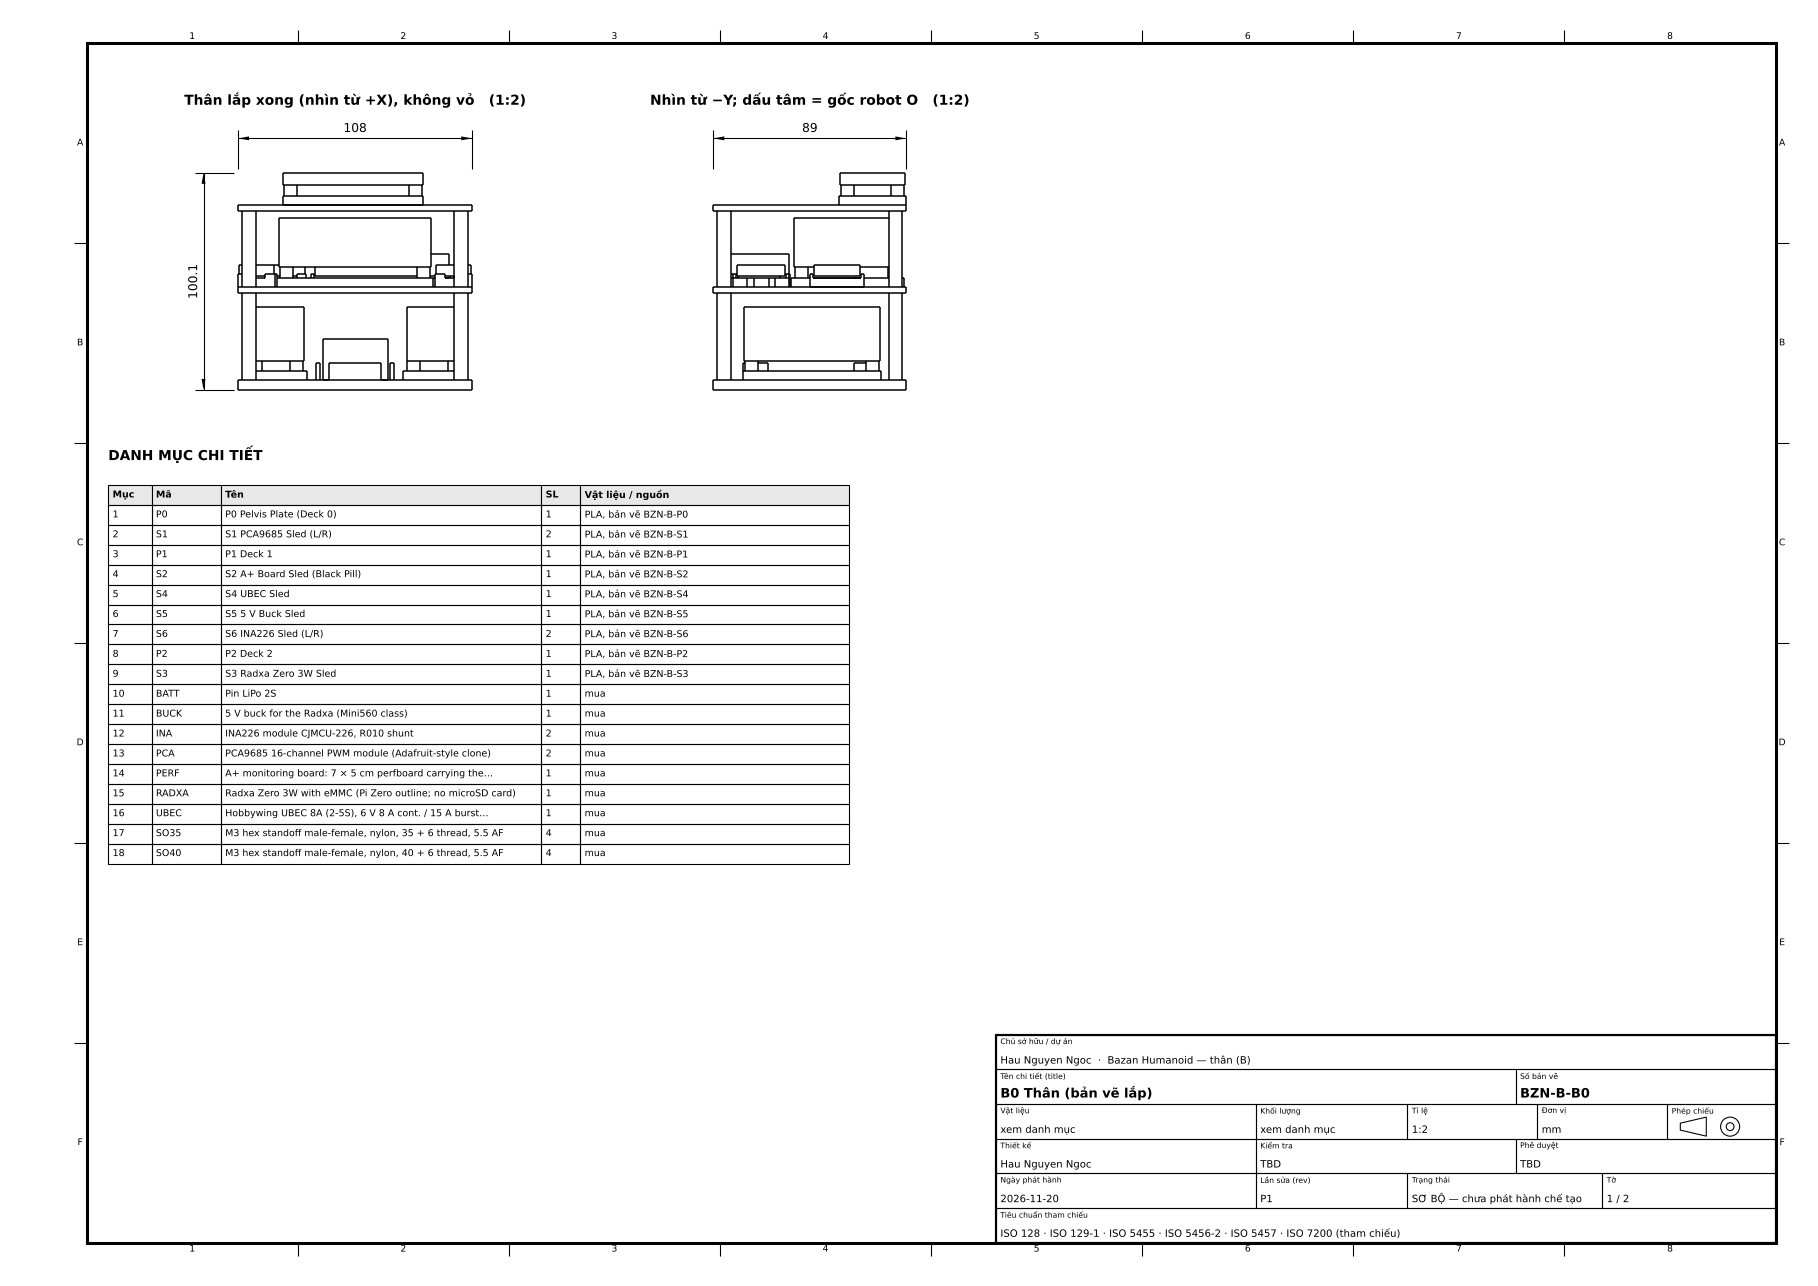 1 2 3 4 5 6 7 8
Thân lắp xong (nhìn từ +X), không vỏ (1:2)
Nhìn từ −Y; dấu tâm = gốc robot O (1:2)
108
89
100.1
A A
B B
C C
D D
E E
F F
DANH MỤC CHI TIẾT
Mục Mã Tên SL Vật liệu / nguồn
1 P0 P0 Pelvis Plate (Deck 0) 1 PLA, bản vẽ BZN-B-P0
2 S1 S1 PCA9685 Sled (L/R) 2 PLA, bản vẽ BZN-B-S1
3 P1 P1 Deck 1 1 PLA, bản vẽ BZN-B-P1
4 S2 S2 A+ Board Sled (Black Pill) 1 PLA, bản vẽ BZN-B-S2
5 S4 S4 UBEC Sled 1 PLA, bản vẽ BZN-B-S4
6 S5 S5 5 V Buck Sled 1 PLA, bản vẽ BZN-B-S5
7 S6 S6 INA226 Sled (L/R) 2 PLA, bản vẽ BZN-B-S6
8 P2 P2 Deck 2 1 PLA, bản vẽ BZN-B-P2
9 S3 S3 Radxa Zero 3W Sled 1 PLA, bản vẽ BZN-B-S3
10 BATT Pin LiPo 2S 1 mua
11 BUCK 5 V buck for the Radxa (Mini560 class) 1 mua
12 INA INA226 module CJMCU-226, R010 shunt 2 mua
13 PCA PCA9685 16-channel PWM module (Adafruit-style clone) 2 mua
14 PERF A+ monitoring board: 7 × 5 cm perfboard carrying the… 1 mua
15 RADXA Radxa Zero 3W with eMMC (Pi Zero outline; no microSD card) 1 mua
16 UBEC Hobbywing UBEC 8A (2-5S), 6 V 8 A cont. / 15 A burst… 1 mua
17 SO35 M3 hex standoff male-female, nylon, 35 + 6 thread, 5.5 AF 4 mua
18 SO40 M3 hex standoff male-female, nylon, 40 + 6 thread, 5.5 AF 4 mua
Chủ sở hữu / dự án
Hau Nguyen Ngoc · Bazan Humanoid — thân (B)
Tên chi tiết (title) Số bản vẽ
B0 Thân (bản vẽ lắp) BZN-B-B0
Vật liệu Khối lượng Tỉ lệ Đơn vị Phép chiếu
xem danh mục xem danh mục 1:2 mm
Thiết kế Kiểm tra Phê duyệt
Hau Nguyen Ngoc TBD TBD
Ngày phát hành Lần sửa (rev) Trạng thái Tờ
2026-11-20 P1 SƠ BỘ — chưa phát hành chế tạo 1 / 2
Tiêu chuẩn tham chiếu
ISO 128 · ISO 129-1 · ISO 5455 · ISO 5456-2 · ISO 5457 · ISO 7200 (tham chiếu)
1 2 3 4 5 6 7 8